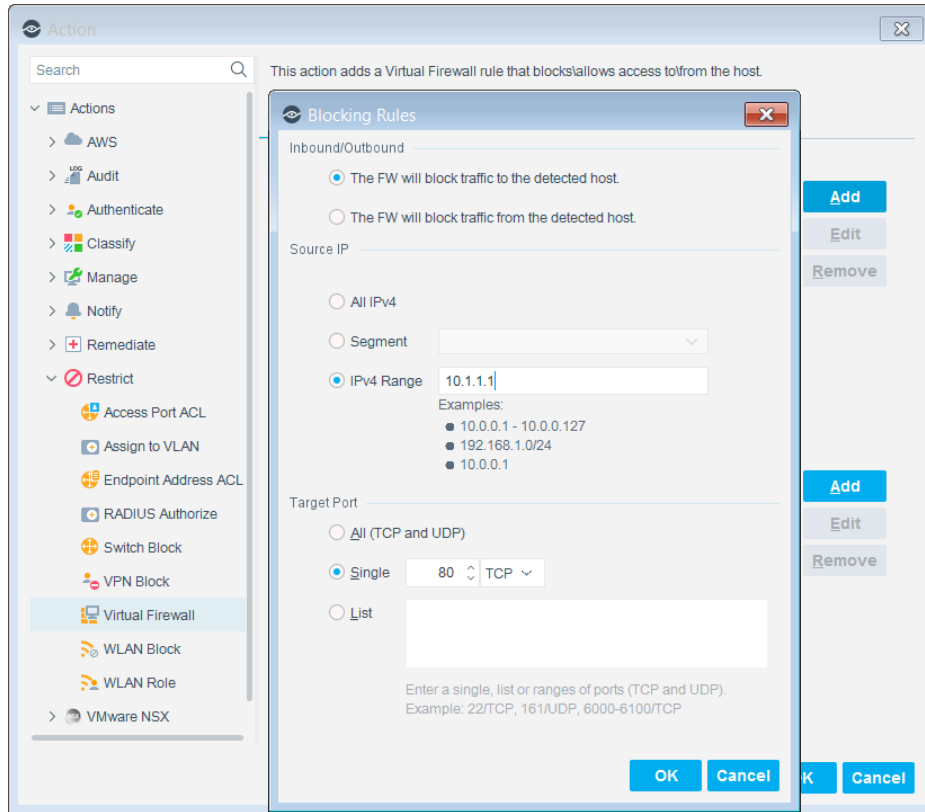 Action
Search
This action adds a Virtual Firewall rule that blocks\allows access to\from the host.
Actions
AWS
LOG
Audit
Authenticate
Classify
Manage
Notify
Remediate
Restrict
Access Port ACL
Assign to VLAN
Endpoint Address ACL
RADIUS Authorize
Switch Block
VPN Block
Virtual Firewall
WLAN Block
WLAN Role
VMware NSX
Blocking Rules
Inbound/Outbound
The FW will block traffic to the detected host.
The FW will block traffic from the detected host.
Source IP
All IPv4
Segment
IPv4 Range 10.1.1.1
Examples:
10.0.0.1 - 10.0.0.127
192.168.1.0/24
10.0.0.1
Target Port
All (TCP and UDP)
Single 80 TCP
List
Enter a single, list or ranges of ports (TCP and UDP).
Example: 22/TCP, 161/UDP, 6000-6100/TCP
OK Cancel
Add
Edit
Remove
Add
Edit
Remove
K Cancel